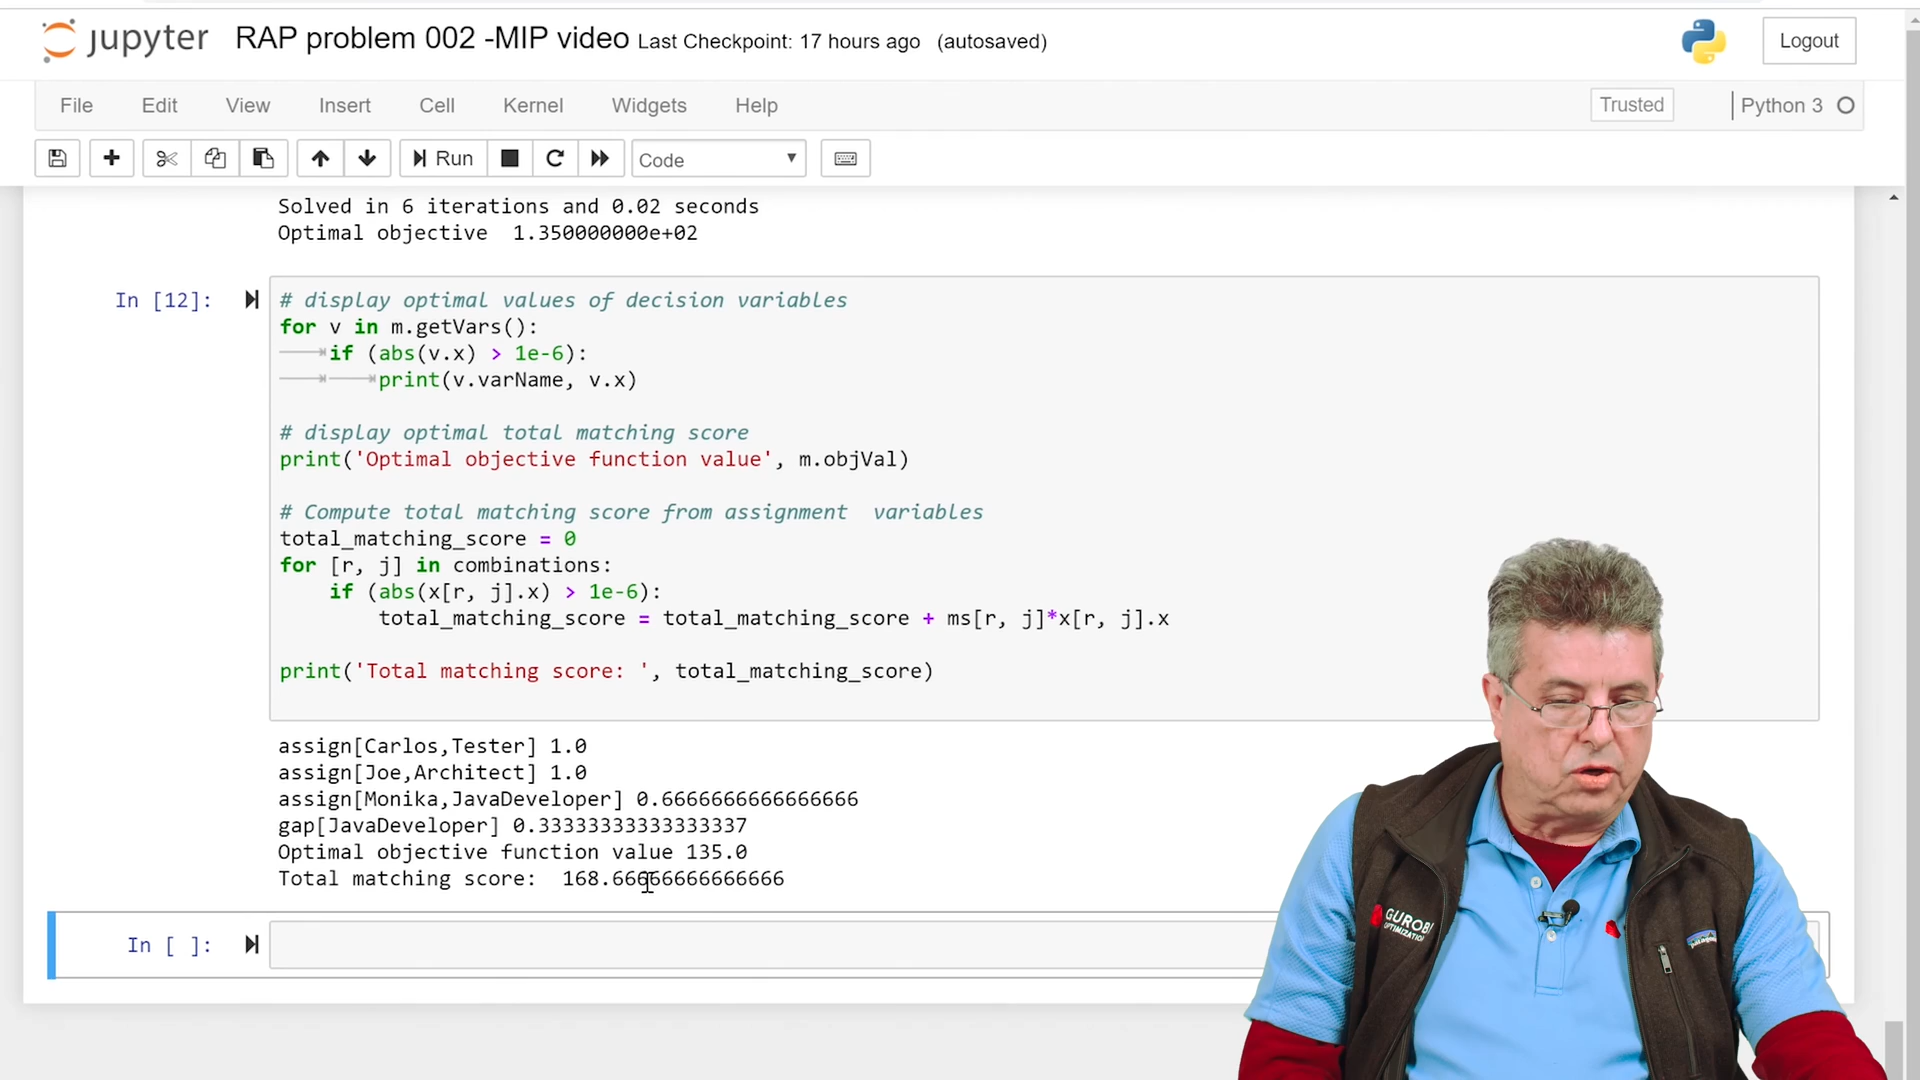 jupyter RAP problem 002 -MIP video Last Checkpoint: 17 hours ago (autosaved) Logout
File Edit View Insert Cell Kernel Widgets Help Trusted Python 3
Run Code
Solved in 6 iterations and 0.02 seconds
Optimal objective  1.350000000e+02
In [12]:
# display optimal values of decision variables
for v in m.getVars():
if (abs(v.x) > 1e-6):
print(v.varName, v.x)
# display optimal total matching score
print('Optimal objective function value', m.objVal)
# Compute total matching score from assignment  variables
total_matching_score = 0
for [r, j] in combinations:
if (abs(x[r, j].x) > 1e-6):
total_matching_score = total_matching_score + ms[r, j]*x[r, j].x
print('Total matching score: ', total_matching_score)
assign[Carlos,Tester] 1.0
assign[Joe,Architect] 1.0
assign[Monika,JavaDeveloper] 0.6666666666666666
gap[JavaDeveloper] 0.33333333333333337
Optimal objective function value 135.0
Total matching score:  168.66666666666666
In [ ]:
GUROBI
OPTIMIZATION
patagonia